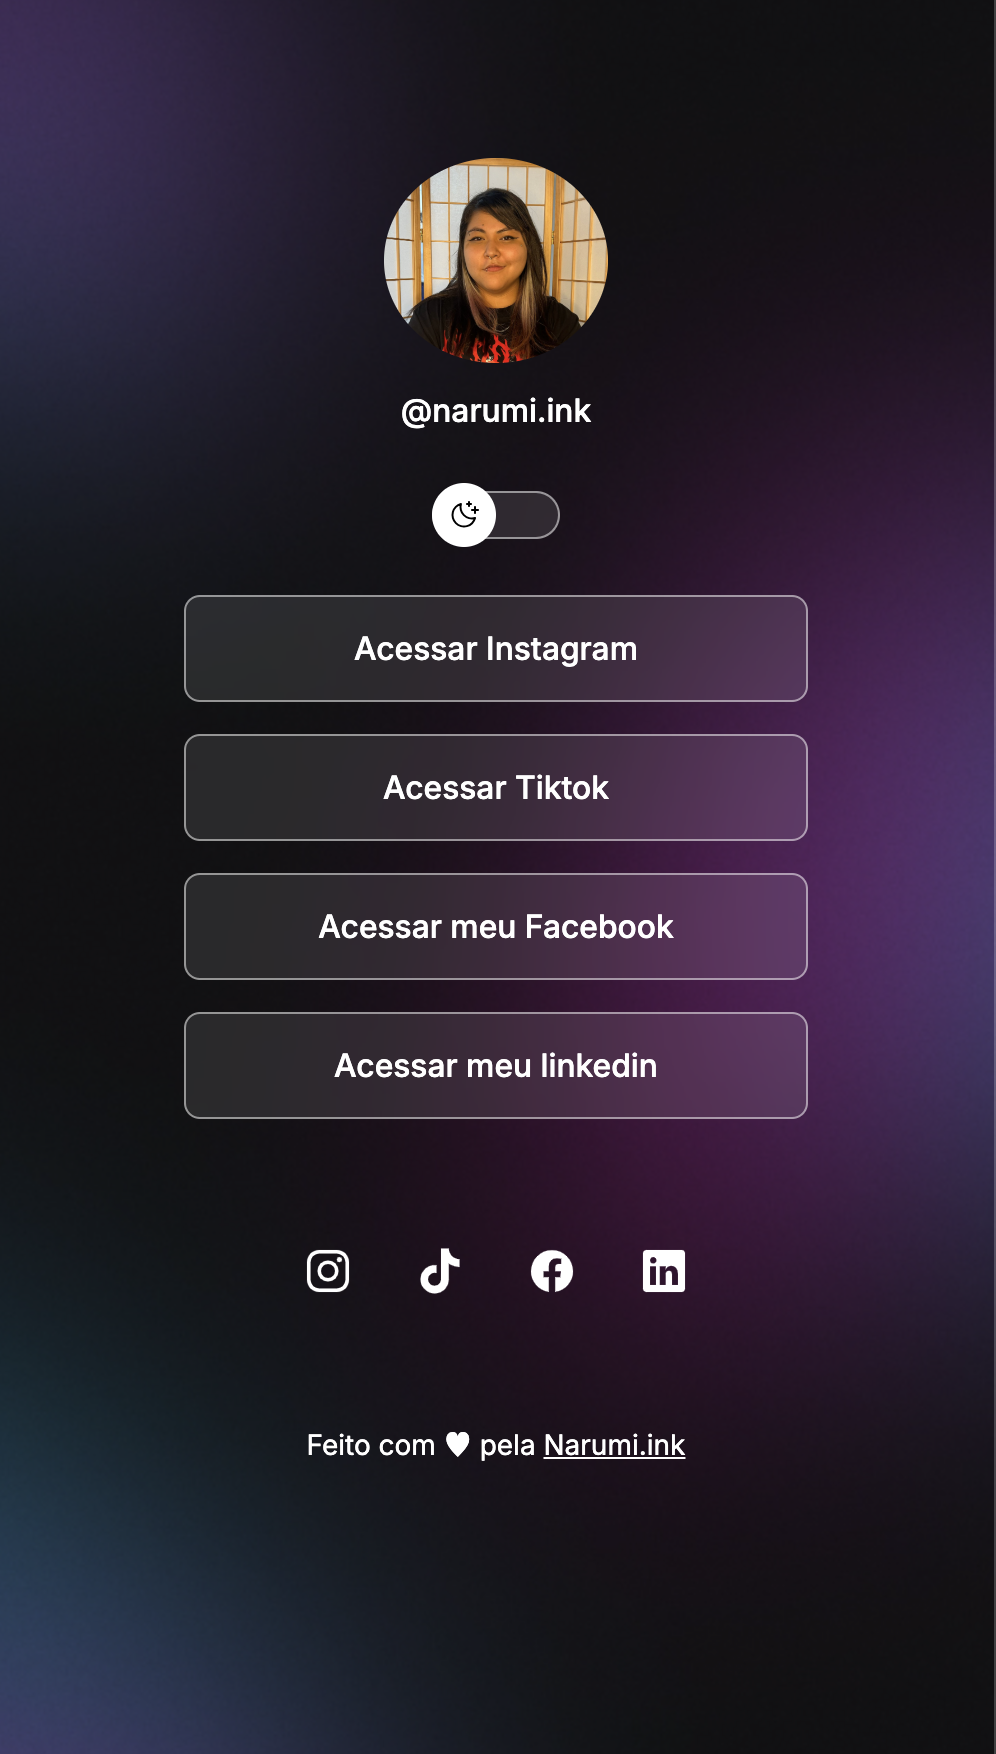 @narumi.ink
Acessar Instagram
Acessar Tiktok
Acessar meu Facebook
Acessar meu linkedin
Feito com ♥ pela Narumi.ink